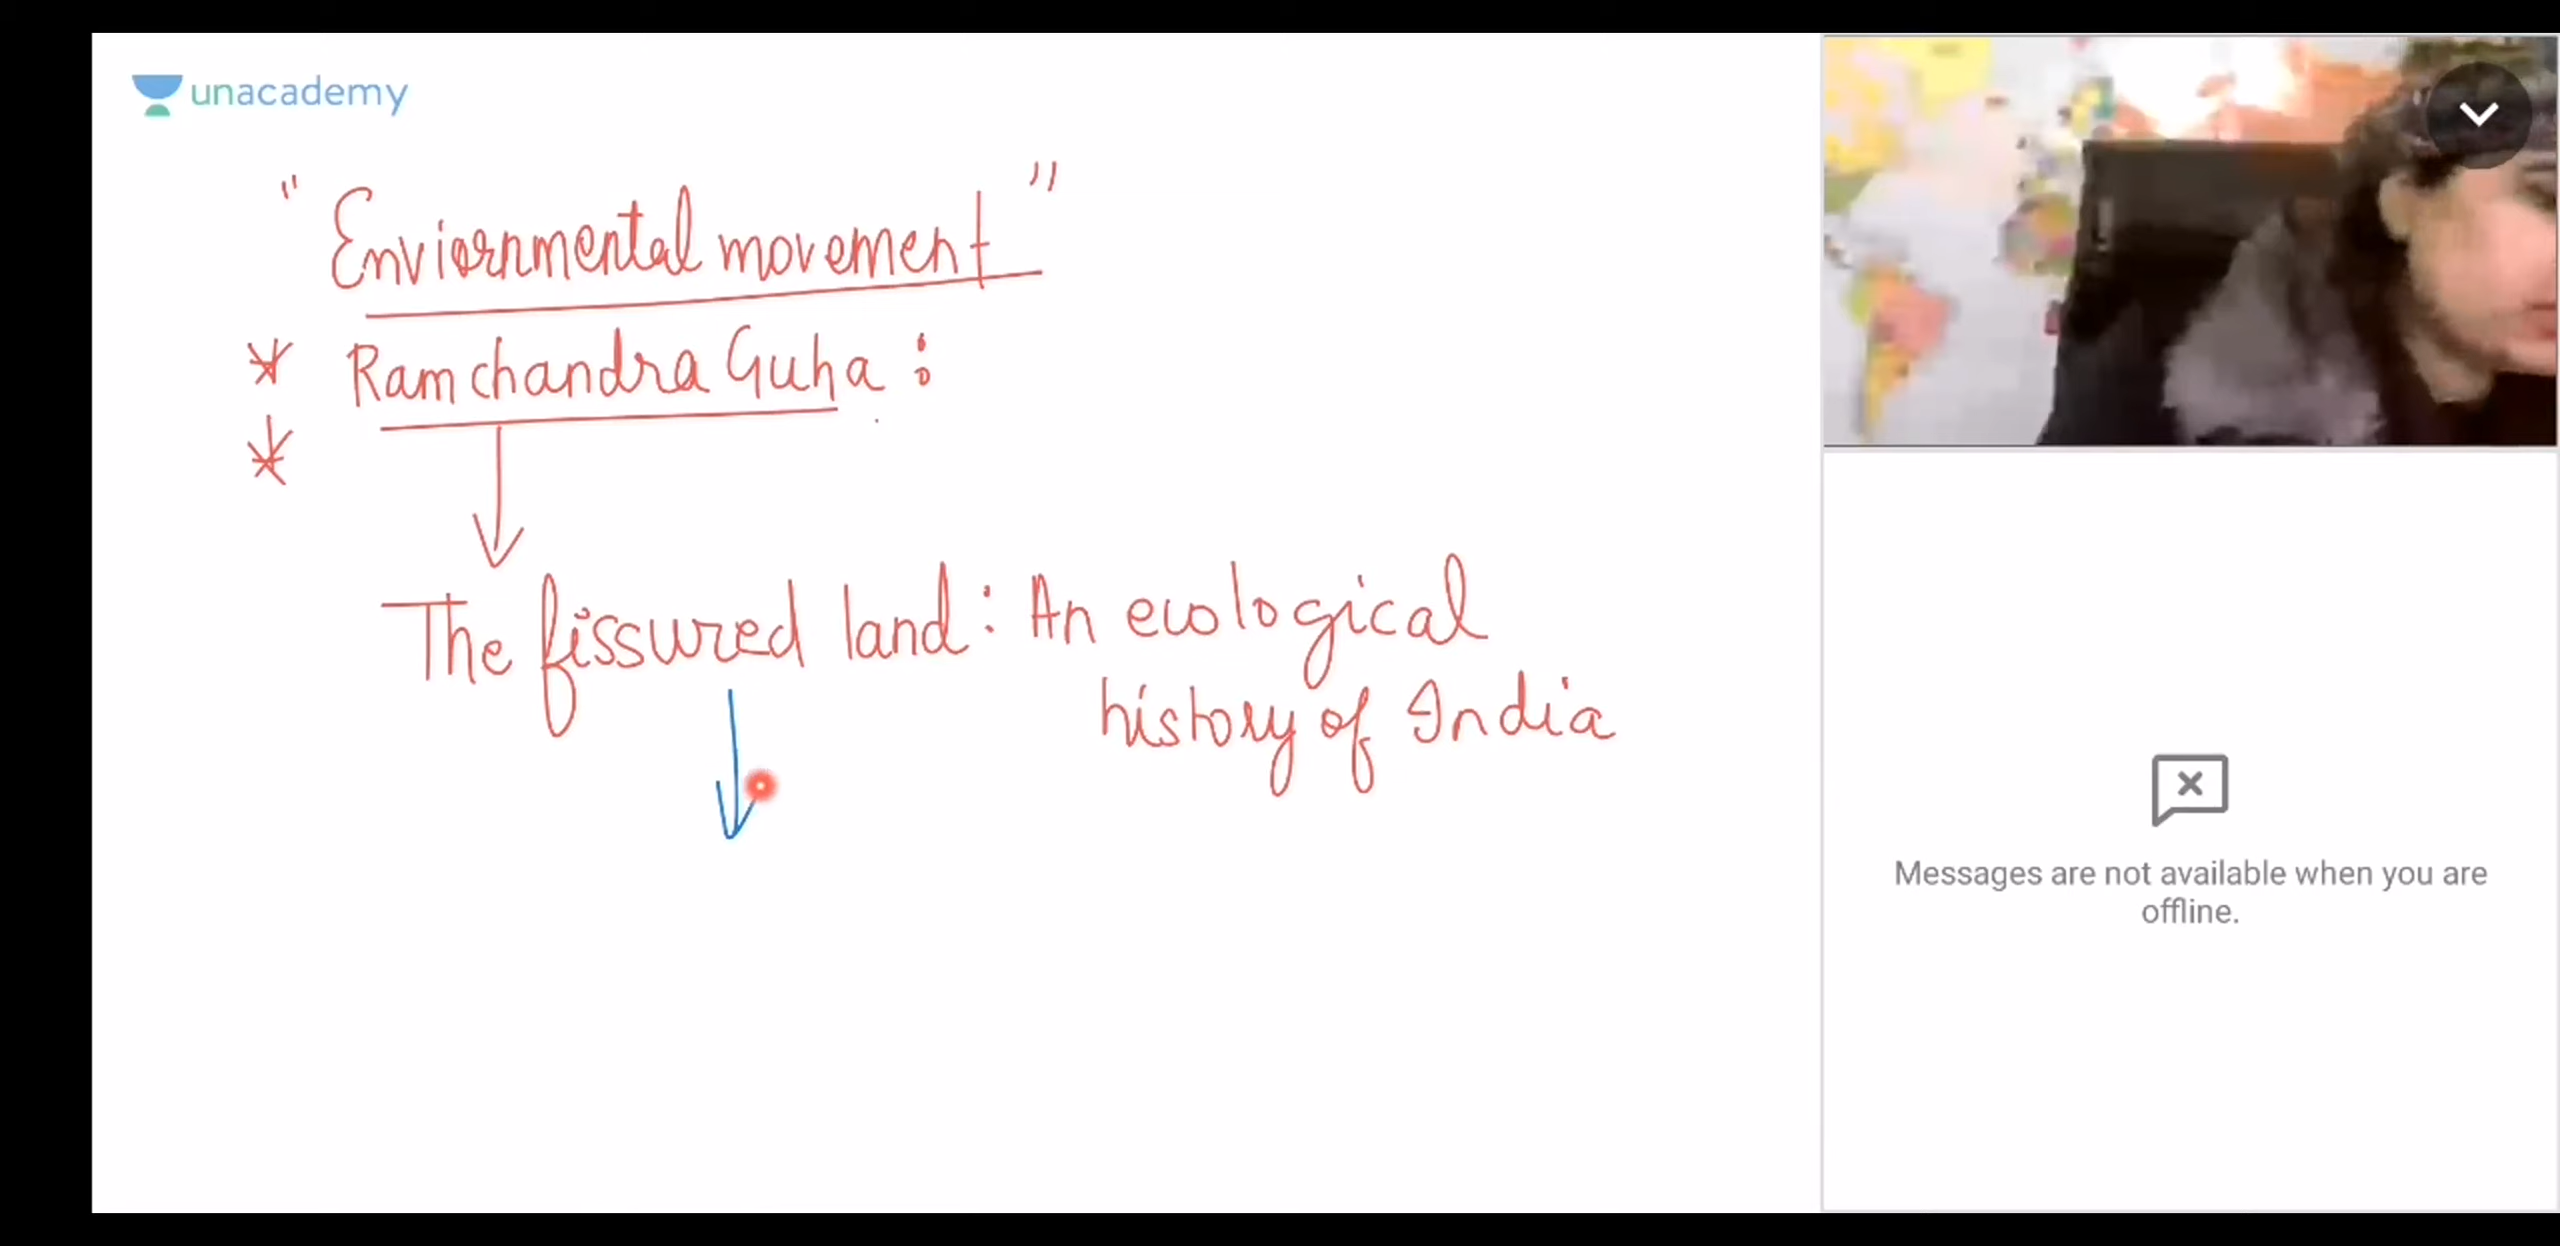 unacademy
"Enviornmental movement"
* Ramchandra Guha :
*
The fissured land : An ecological
history of India
Messages are not available when you are
offline.